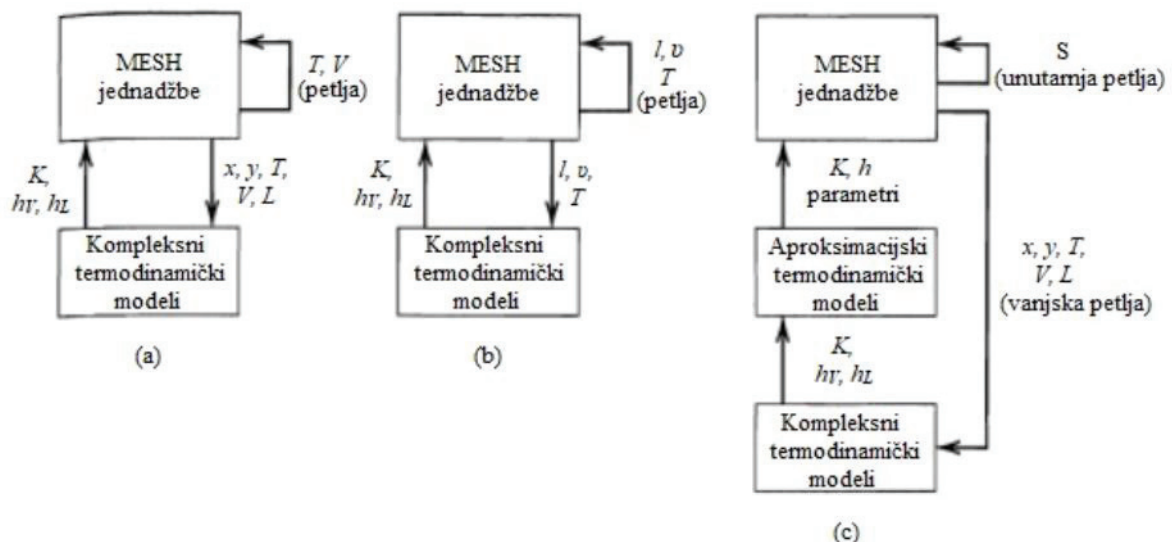 MESH
jednadžbe
T, V
(petlja)
K,
hV, hL
x, y, T,
V, L
Kompleksni
termodinamički
modeli
(a)
MESH
jednadžbe
l, υ
T
(petlja)
K,
hV, hL
l, υ,
T
Kompleksni
termodinamički
modeli
(b)
MESH
jednadžbe
S
(unutarnja petlja)
K, h
parametri
Aproksimacijski
termodinamički
modeli
x, y, T,
V, L
(vanjska petlja)
K,
hV, hL
Kompleksni
termodinamički
modeli
(c)